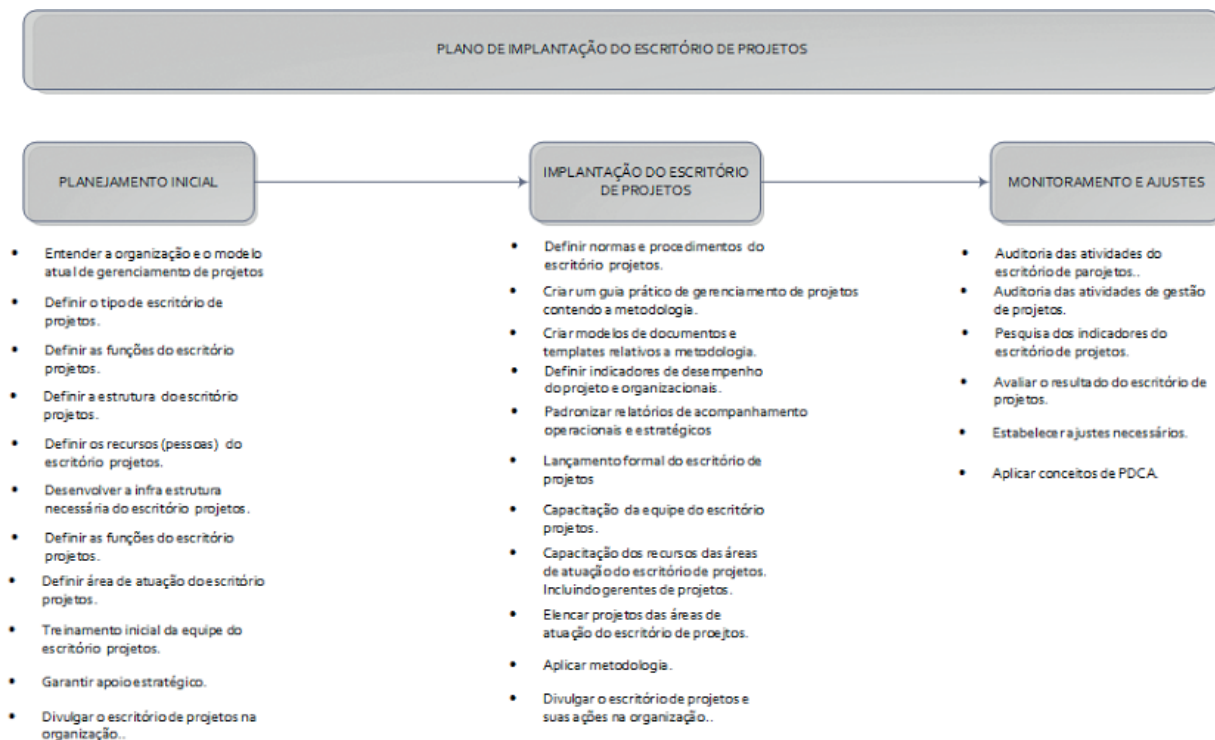 PLANO DE IMPLANTAÇÃO DO ESCRITÓRIO DE PROJETOS
PLANEJAMENTO INICIAL
• Entender a organização e o modelo
atual de gerenciamento de projetos
• Definir o tipo de escritório de
projetos.
• Definir as funções do escritório
projetos.
• Definir a estrutura do escritório
projetos.
• Definir os recursos (pessoas) do
escritório projetos.
• Desenvolver a infra estrutura
necessária do escritório projetos.
• Definir as funções do escritório
projetos.
• Definir área de atuação do escritório
projetos.
• Treinamento inicial da equipe do
escritório projetos.
• Garantir apoio estratégico.
• Divulgar o escritório de projetos na
organização..
IMPLANTAÇÃO DO ESCRITÓRIO
DE PROJETOS
• Definir normas e procedimentos do
escritório projetos.
• Criar um guia prático de gerenciamento de projetos
contendo a metodologia.
• Criar modelos de documentos e
templates relativos a metodologia.
• Definir indicadores de desempenho
do projeto e organizacionais.
• Padronizar relatórios de acompanhamento
operacionais e estratégicos
• Lançamento formal do escritório de
projetos
• Capacitação da equipe do escritório
projetos.
• Capacitação dos recursos das áreas
de atuação do escritório de projetos.
Incluindo gerentes de projetos.
• Elencar projetos das áreas de
atuação do escritório de proejtos.
• Aplicar metodologia.
• Divulgar o escritório de projetos e
suas ações na organização..
MONITORAMENTO E AJUSTES
• Auditoria das atividades do
escritório de parojetos..
• Auditoria das atividades de gestão
de projetos.
• Pesquisa dos indicadores do
escritório de projetos.
• Avaliar o resultado do escritório de
projetos.
• Estabelecer ajustes necessários.
• Aplicar conceitos de PDCA.